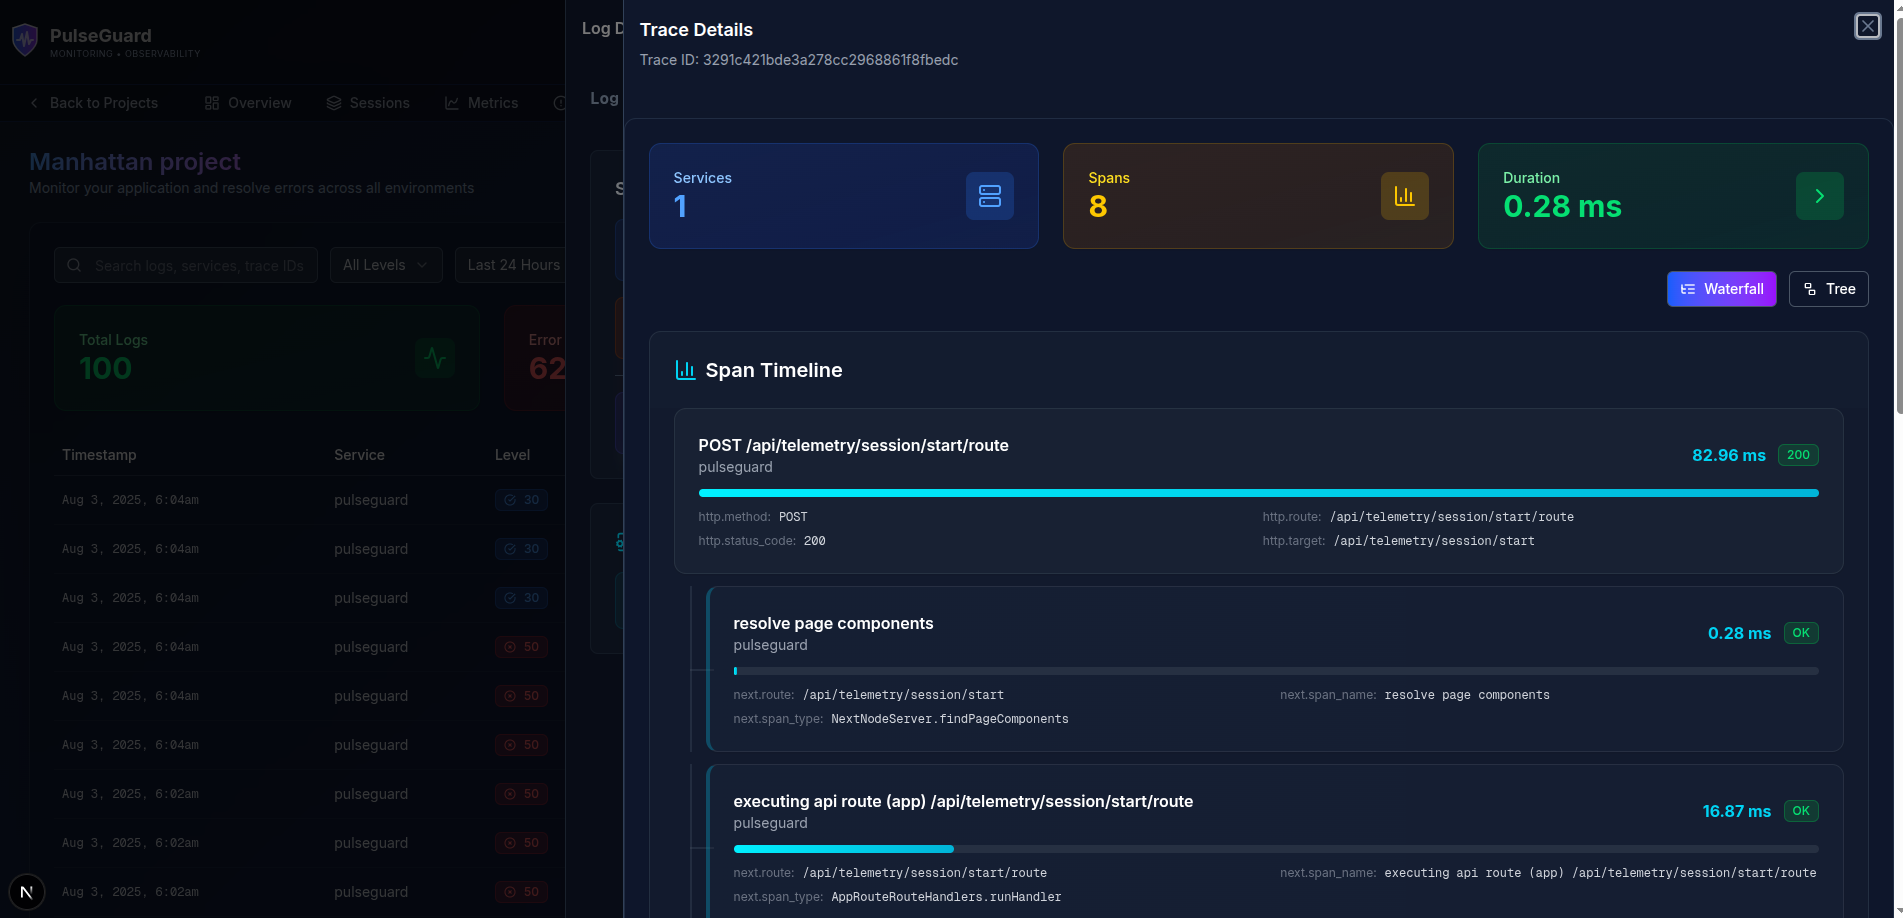 PulseGuard
MONITORING • OBSERVABILITY
Back to Projects
Overview
Sessions
Metrics
Manhattan project
Monitor your application and resolve errors across all environments
Search logs, services, trace IDs
All Levels
Last 24 Hours
Total Logs
100
Error
62
Timestamp Service Level
Aug 3, 2025, 6:04am pulseguard 30
Aug 3, 2025, 6:04am pulseguard 30
Aug 3, 2025, 6:04am pulseguard 30
Aug 3, 2025, 6:04am pulseguard 50
Aug 3, 2025, 6:04am pulseguard 50
Aug 3, 2025, 6:04am pulseguard 50
Aug 3, 2025, 6:02am pulseguard 50
Aug 3, 2025, 6:02am pulseguard 50
Aug 3, 2025, 6:02am pulseguard 50
N
Log D
Log
S
Trace Details
Trace ID: 3291c421bde3a278cc2968861f8fbedc
Services
1
Spans
8
Duration
0.28 ms
Waterfall
Tree
Span Timeline
POST /api/telemetry/session/start/route
pulseguard
82.96 ms 200
http.method: POST
http.route: /api/telemetry/session/start/route
http.status_code: 200
http.target: /api/telemetry/session/start
resolve page components
pulseguard
0.28 ms OK
next.route: /api/telemetry/session/start
next.span_name: resolve page components
next.span_type: NextNodeServer.findPageComponents
executing api route (app) /api/telemetry/session/start/route
pulseguard
16.87 ms OK
next.route: /api/telemetry/session/start/route
next.span_name: executing api route (app) /api/telemetry/session/start/route
next.span_type: AppRouteRouteHandlers.runHandler